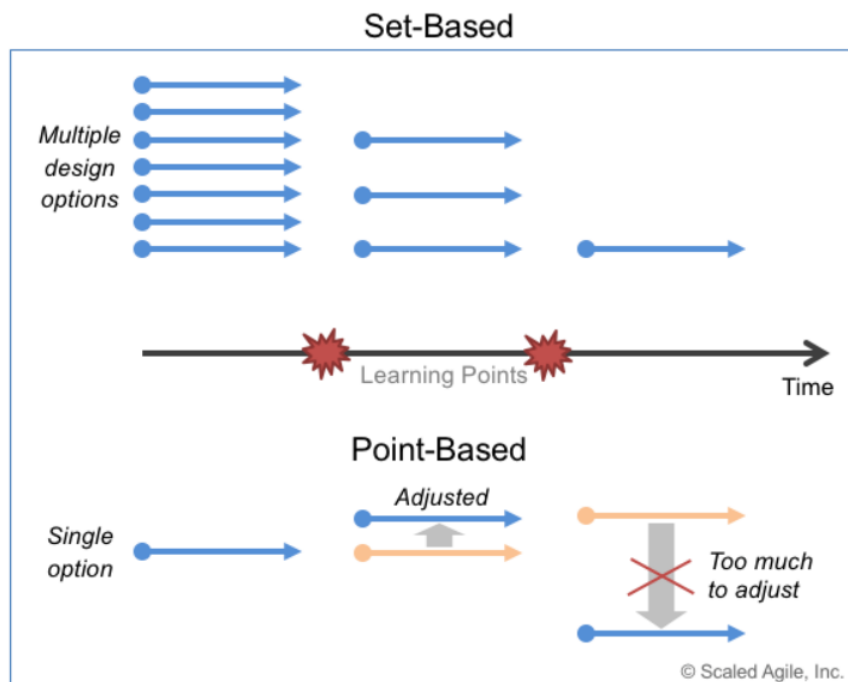 Set-Based
Multiple
design
options
Learning Points
Time
Point-Based
Adjusted
Single
option
Too much
to adjust
© Scaled Agile, Inc.